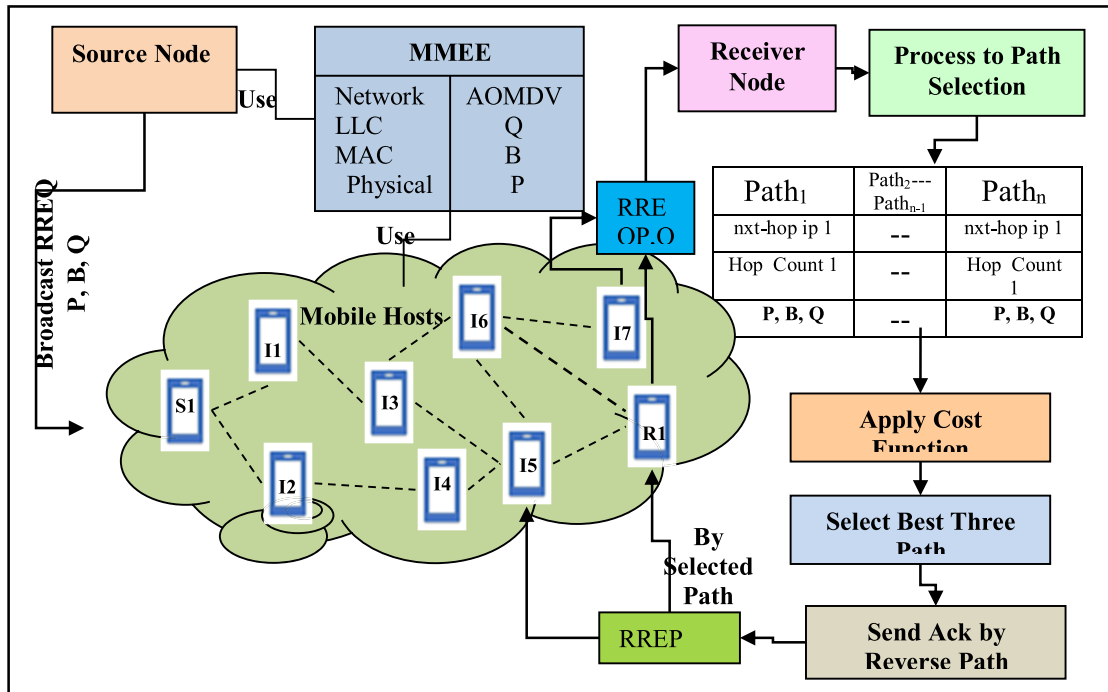 Source Node
Use
MMEE
Network AOMDV
LLC Q
MAC B
Physical P
Use
Receiver
Node
Process to Path
Selection
Broadcast RREQ
P, B, Q
RRE
QP,Q
Path1
Path2---
Pathn-1
Pathn
nxt-hop ip 1 -- nxt-hop ip 1
Hop Count 1 -- Hop Count
1
P, B, Q -- P, B, Q
Mobile Hosts
I6
I7
I1
I3
S1
R1
I5
I2
I4
Apply Cost
Function
Select Best Three
Path
By
Selected
Path
RREP
Send Ack by
Reverse Path